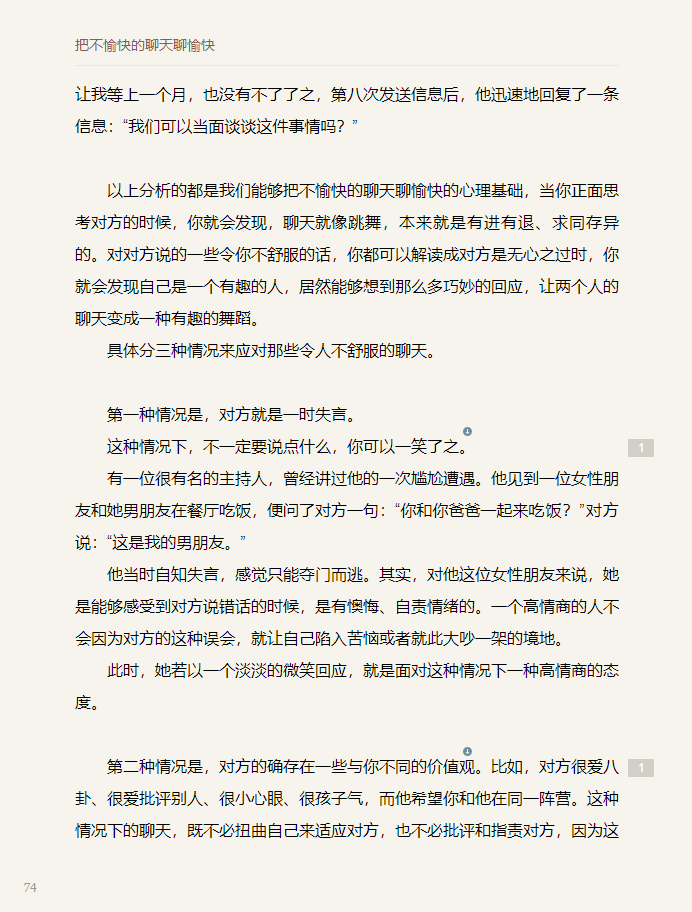 把不愉快的聊天聊愉快
让我等上一个月，也没有不了了之，第八次发送信息后，他迅速地回复了一条
信息：“我们可以当面谈谈这件事情吗？”
以上分析的都是我们能够把不愉快的聊天聊愉快的心理基础，当你正面思
考对方的时候，你就会发现，聊天就像跳舞，本来就是有进有退、求同存异
的。对对方说的一些令你不舒服的话，你都可以解读成对方是无心之过时，你
就会发现自己是一个有趣的人，居然能够想到那么多巧妙的回应，让两个人的
聊天变成一种有趣的舞蹈。
具体分三种情况来应对那些令人不舒服的聊天。
第一种情况是，对方就是一时失言。
这种情况下，不一定要说点什么，你可以一笑了之。
1
有一位很有名的主持人，曾经讲过他的一次尴尬遭遇。他见到一位女性朋
友和她男朋友在餐厅吃饭，便问了对方一句：“你和你爸爸一起来吃饭？”对方
说：“这是我的男朋友。”
他当时自知失言，感觉只能夺门而逃。其实，对他这位女性朋友来说，她
是能够感受到对方说错话的时候，是有懊悔、自责情绪的。一个高情商的人不
会因为对方的这种误会，就让自己陷入苦恼或者就此大吵一架的境地。
此时，她若以一个淡淡的微笑回应，就是面对这种情况下一种高情商的态
度。
第二种情况是，对方的确存在一些与你不同的价值观。比如，对方很爱八
1
卦、很爱批评别人、很小心眼、很孩子气，而他希望你和他在同一阵营。这种
情况下的聊天，既不必扭曲自己来适应对方，也不必批评和指责对方，因为这
74